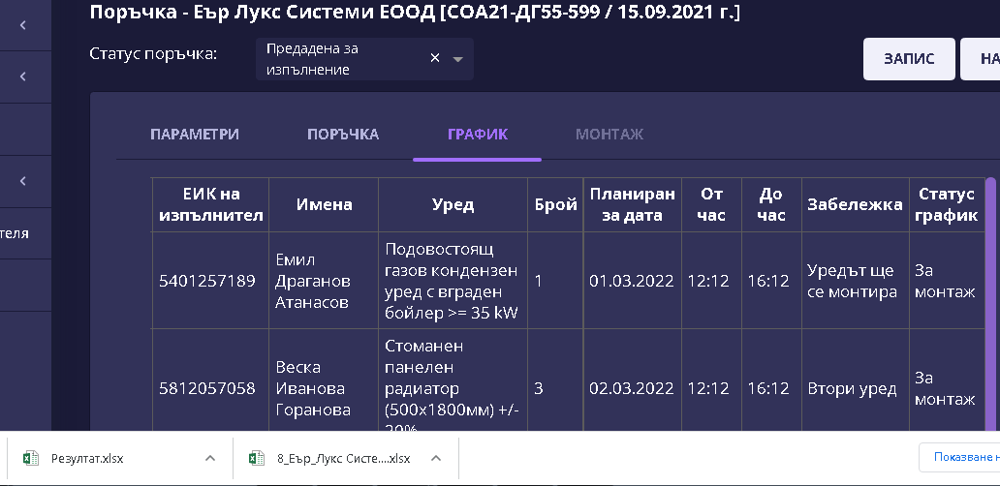 Поръчка - Еър Лукс Системи ЕООД [СОА21-ДГ55-599 / 15.09.2021 г.]
Статус поръчка:
Предадена за
изпълнение
ЗАПИС
НА
ПАРАМЕТРИ
ПОРЪЧКА
ГРАФИК
МОНТАЖ
теля
ЕИК на
изпълнител
Имена
Уред
Брой
Планиран
за дата
От
час
До
час
Забележка
Статус
график
5401257189
Емил
Драганов
Атанасов
Подовостоящ
газов кондензен
уред с вграден
бойлер >= 35 kW
1
01.03.2022
12:12
16:12
Уредът ще
се монтира
За
монтаж
5812057058
Веска
Иванова
Горанова
Стоманен
панелен
радиатор
(500х1800мм) +/-
20%
3
02.03.2022
12:12
16:12
Втори уред
За
монтаж
Резултат.xlsx
8_Еър_Лукс_Систе....xlsx
Показване н